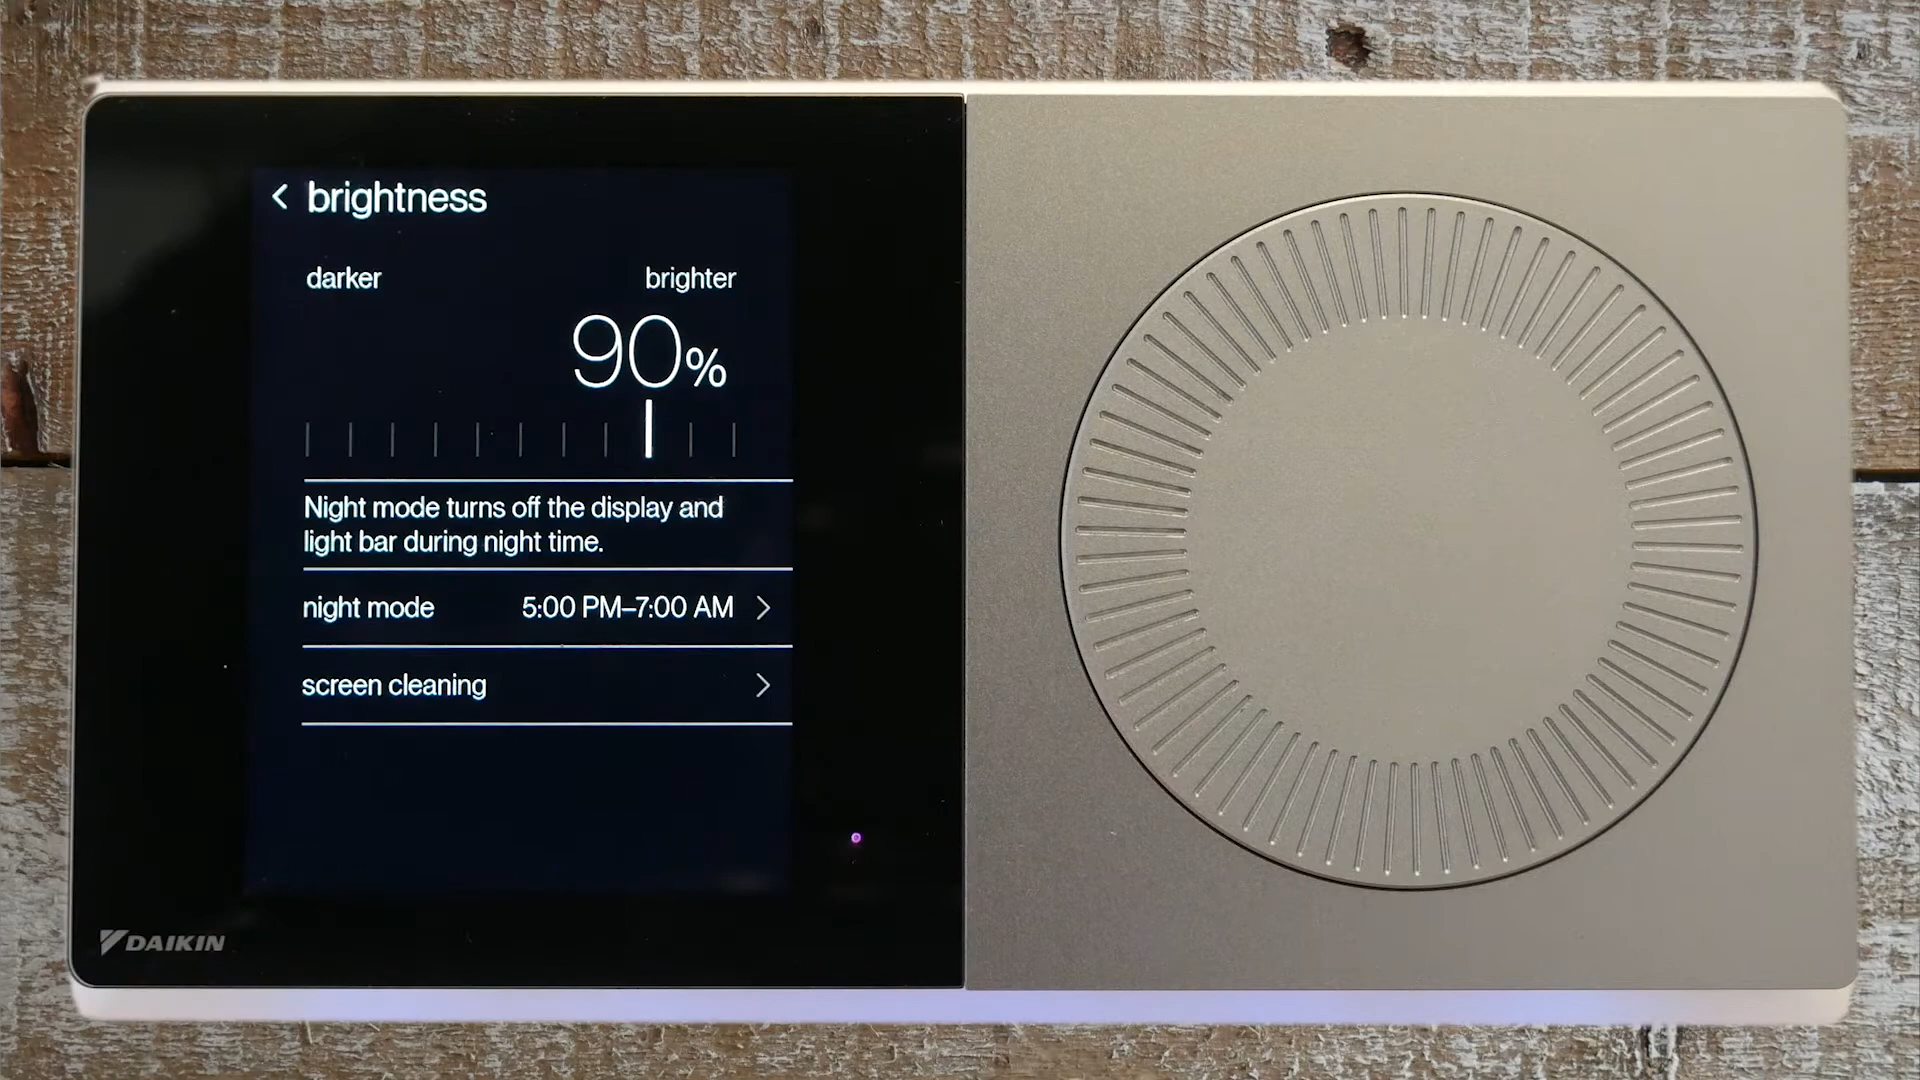 brightness
darker brighter
90%
Night mode turns off the display and
light bar during night time.
night mode 5:00 PM–7:00 AM
screen cleaning
DAIKIN